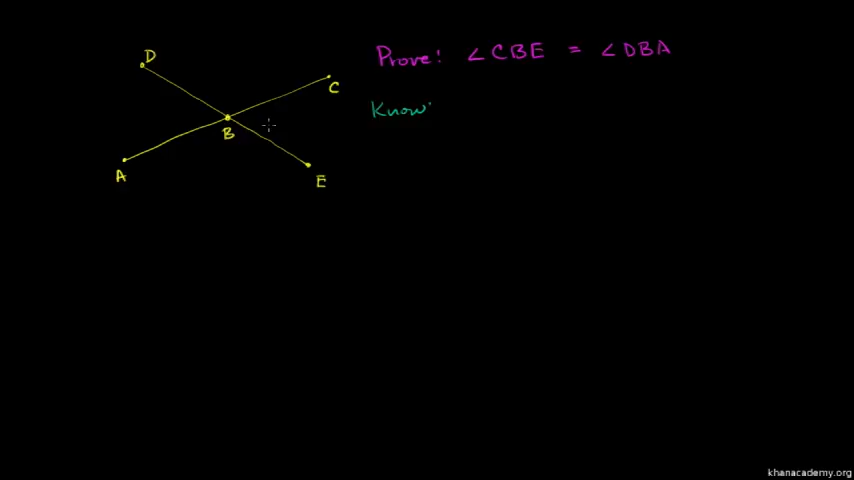 D
Prove: ∠CBE = ∠DBA
C
Know:
B
A
E
khanacademy.org